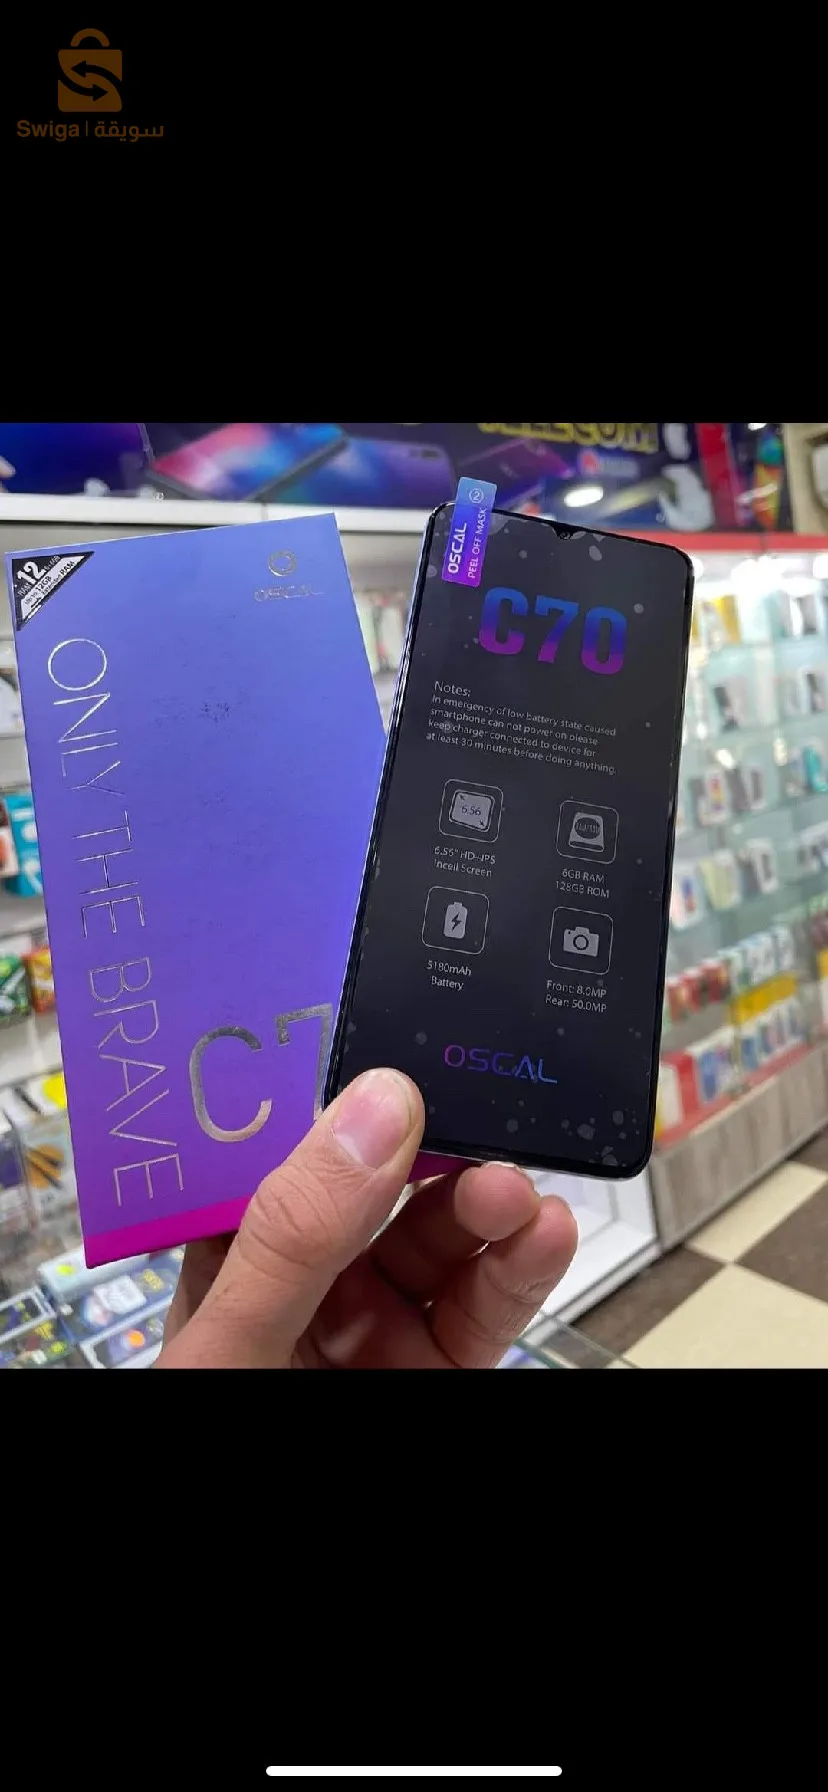 Swiga | سويقة
TELECOM
OSCAL
PEEL OFF MASK
2
12
OSCAL
ONLY THE BRAVE
C7
C70
Notes:
In emergency of low battery state caused
smartphone can not power on please
keep charger connected to device for
at least 30 minutes before doing anything.
6.56
6.56" HD+IPS
Incell Screen
6GB RAM
128GB ROM
5180mAh
Battery
Front: 8.0MP
Rear: 50.0MP
OSCAL